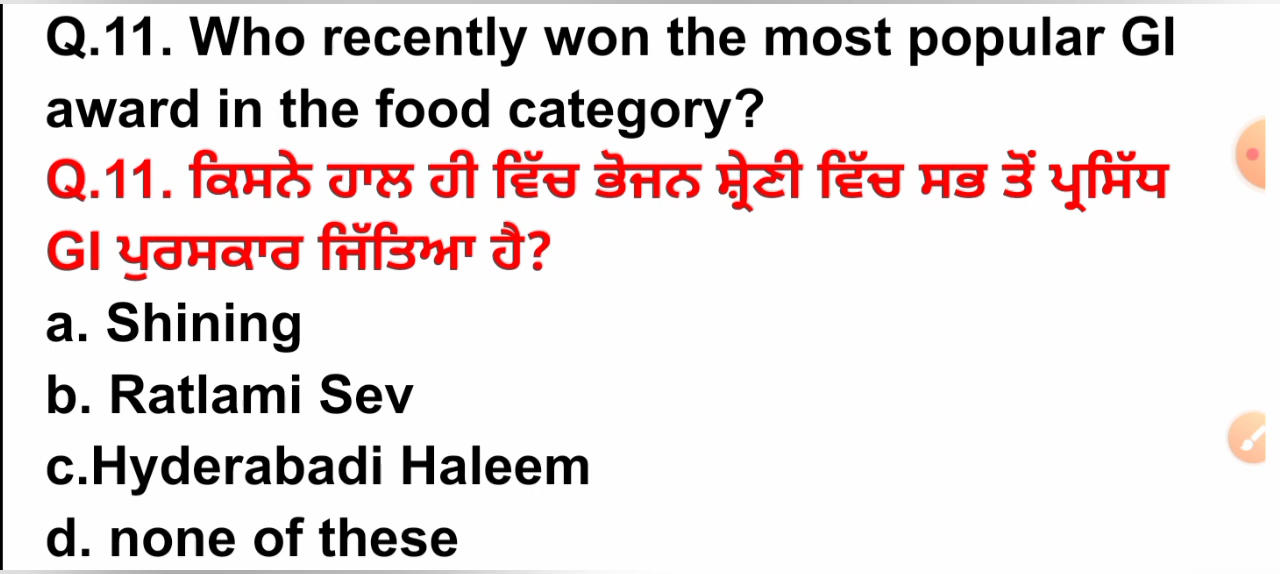 Q.11. Who recently won the most popular GI
award in the food category?
Q.11. ਕਿਸਨੇ ਹਾਲ ਹੀ ਵਿੱਚ ਭੋਜਨ ਸ਼੍ਰੇਣੀ ਵਿੱਚ ਸਭ ਤੋਂ ਪ੍ਰਸਿੱਧ
GI ਪੁਰਸਕਾਰ ਜਿੱਤਿਆ ਹੈ?
a. Shining
b. Ratlami Sev
c.Hyderabadi Haleem
d. none of these